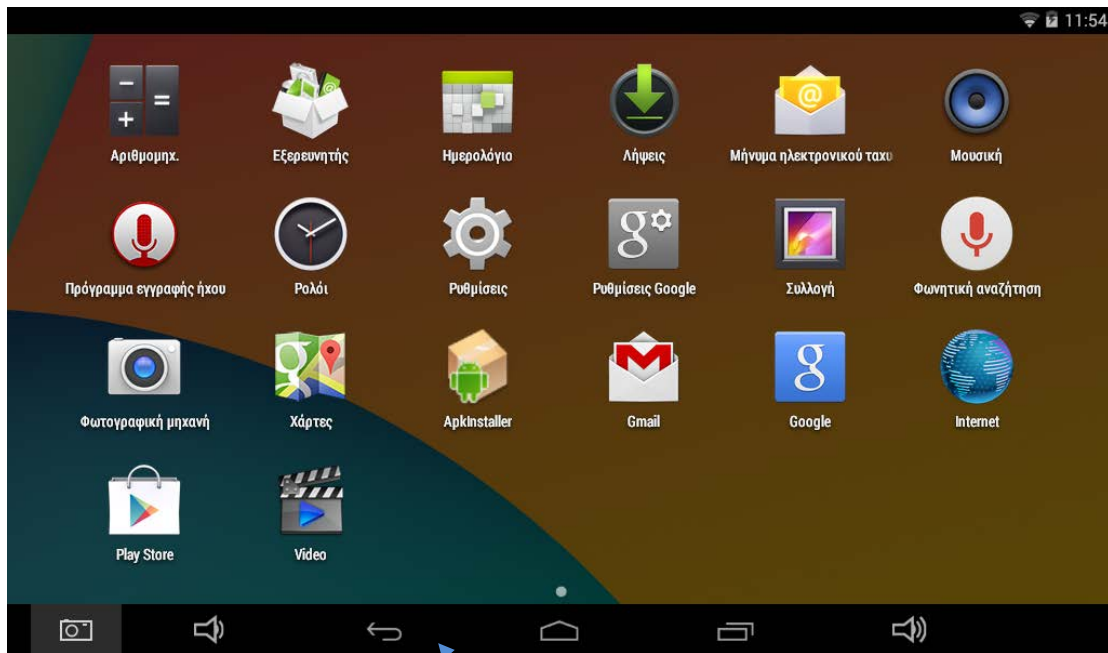 11:54
Αριθμομηχ.
Εξερευνητής
Ημερολόγιο
Λήψεις
Μήνυμα ηλεκτρονικού ταχυ
Μουσική
Πρόγραμμα εγγραφής ήχου
Ρολόι
Ρυθμίσεις
Ρυθμίσεις Google
Συλλογή
Φωνητική αναζήτηση
Φωτογραφική μηχανή
Χάρτες
ApkInstaller
Gmail
Google
Internet
Play Store
Video